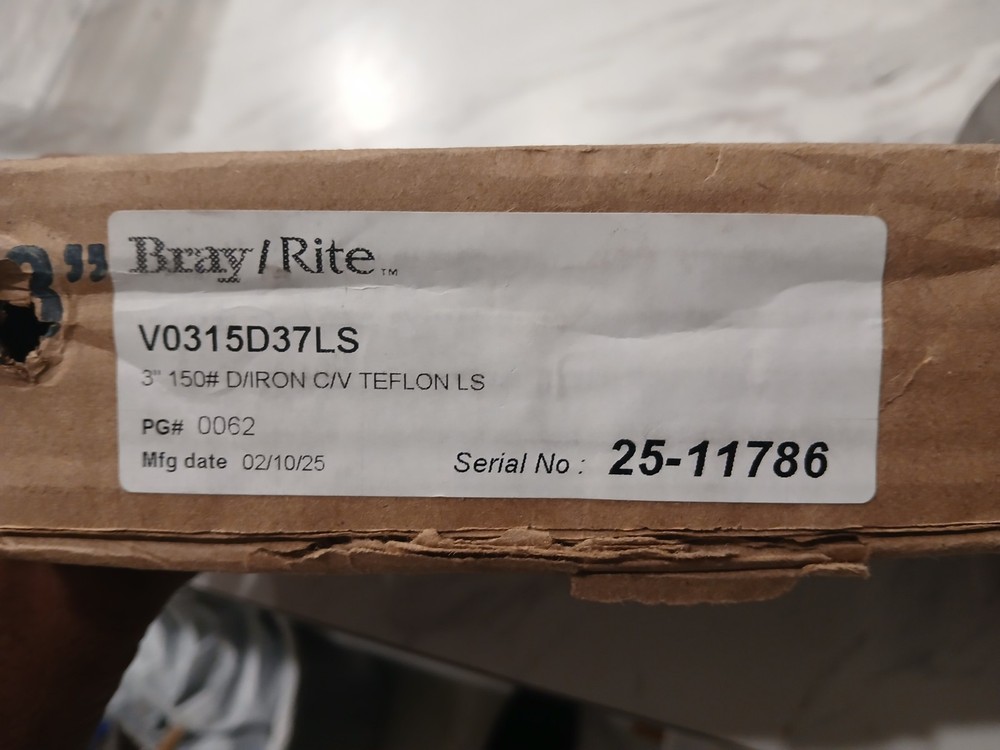 3"
Bray/Rite™
V0315D37LS
3" 150# D/IRON C/V TEFLON LS
PG# 0062
Mfg date 02/10/25
Serial No : 25-11786